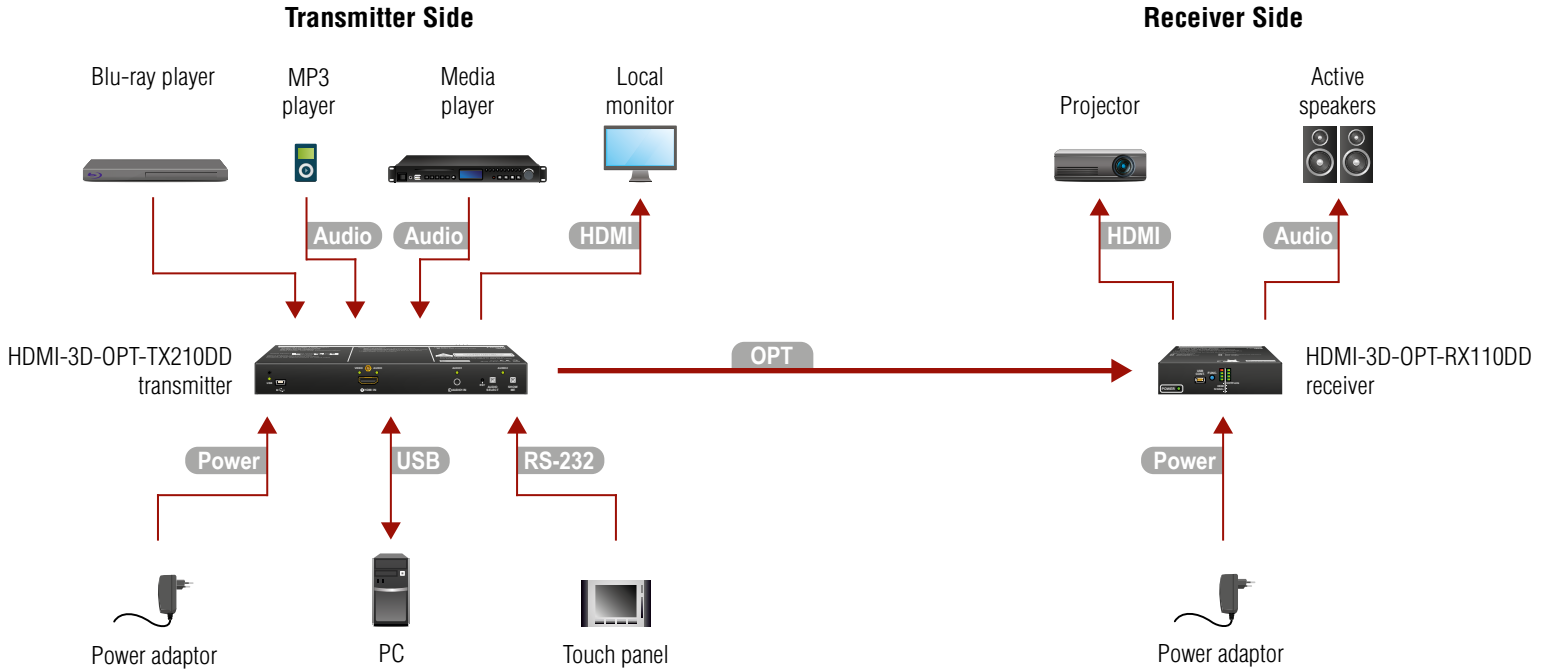 Transmitter Side
Receiver Side
Blu-ray player
MP3
player
Media
player
Local
monitor
Projector
Active
speakers
Audio
Audio
HDMI
HDMI
Audio
HDMI-3D-OPT-TX210DD
transmitter
OPT
HDMI-3D-OPT-RX110DD
receiver
Power
USB
RS-232
Power
Power adaptor
PC
Touch panel
Power adaptor